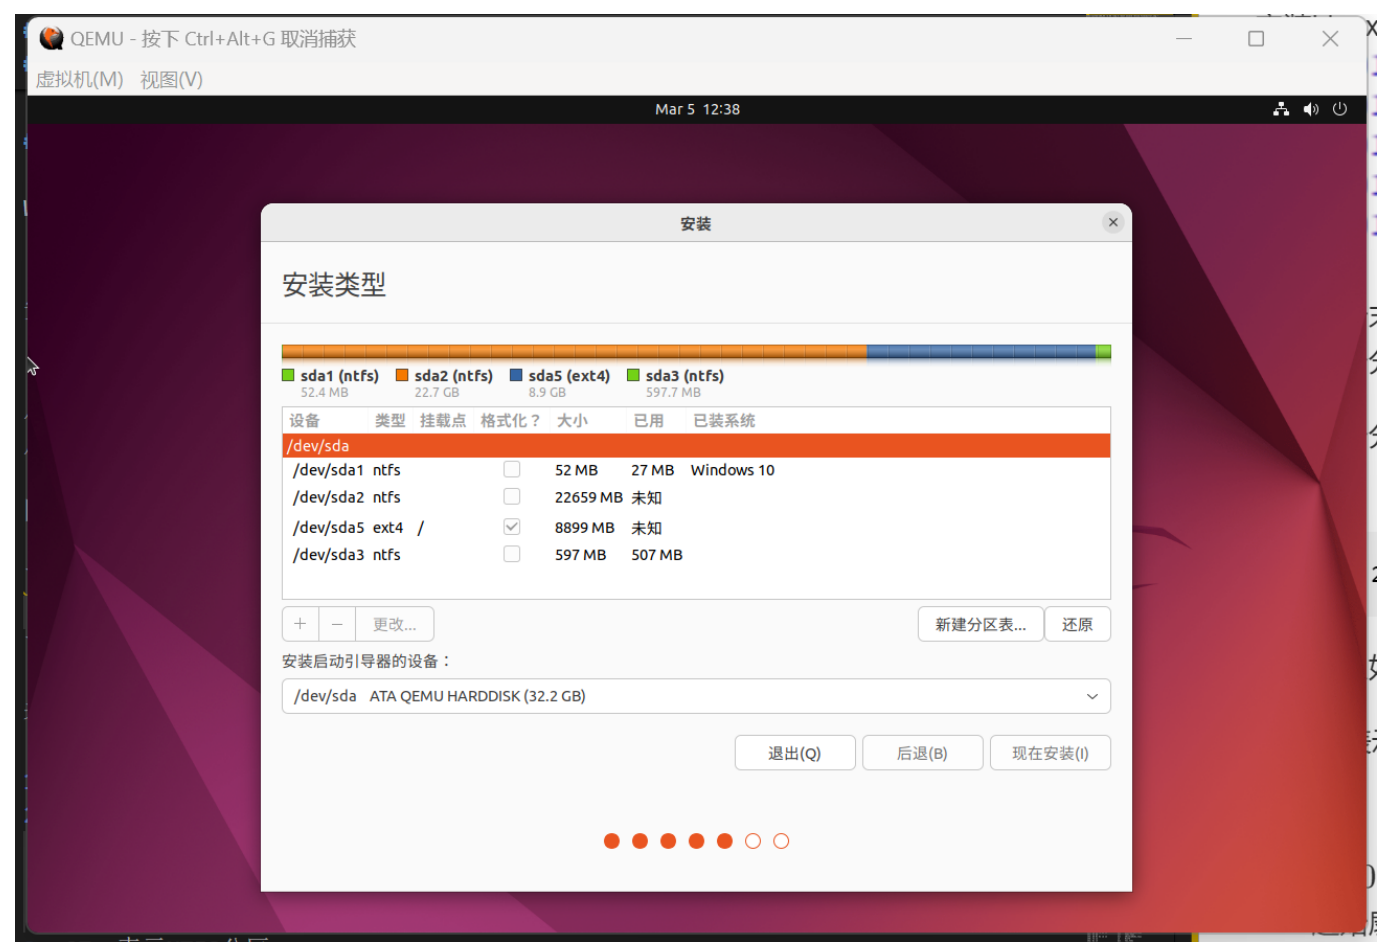 QEMU - 按下 Ctrl+Alt+G 取消捕获
虚拟机(M) 视图(V)
Mar 5 12:38
安装
安装类型
sda1 (ntfs) sda2 (ntfs) sda5 (ext4) sda3 (ntfs)
52.4 MB 22.7 GB 8.9 GB 597.7 MB
设备 类型 挂载点 格式化？ 大小 已用 已装系统
/dev/sda
/dev/sda1 ntfs 52 MB 27 MB Windows 10
/dev/sda2 ntfs 22659 MB 未知
/dev/sda5 ext4 / 8899 MB 未知
/dev/sda3 ntfs 597 MB 507 MB
+ － 更改...
新建分区表... 还原
安装启动引导器的设备：
/dev/sda ATA QEMU HARDDISK (32.2 GB)
退出(Q) 后退(B) 现在安装(I)